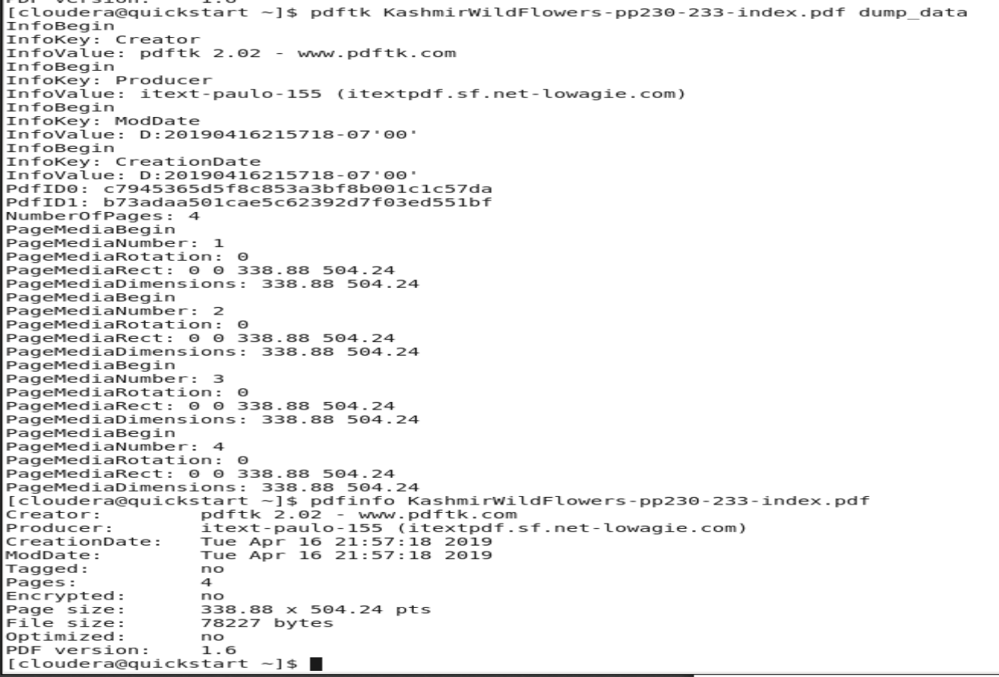 [cloudera@quickstart ~]$ pdftk KashmirWildFlowers-pp230-233-index.pdf dump_data
InfoBegin
InfoKey: Creator
InfoValue: pdftk 2.02 - www.pdftk.com
InfoBegin
InfoKey: Producer
InfoValue: itext-paulo-155 (itextpdf.sf.net-lowagie.com)
InfoBegin
InfoKey: ModDate
InfoValue: D:20190416215718-07'00'
InfoBegin
InfoKey: CreationDate
InfoValue: D:20190416215718-07'00'
PdfID0: c7945365d5f8c853a3bf8b001c1c57da
PdfID1: b73adaa501cae5c62392d7f03ed551bf
NumberOfPages: 4
PageMediaBegin
PageMediaNumber: 1
PageMediaRotation: 0
PageMediaRect: 0 0 338.88 504.24
PageMediaDimensions: 338.88 504.24
PageMediaBegin
PageMediaNumber: 2
PageMediaRotation: 0
PageMediaRect: 0 0 338.88 504.24
PageMediaDimensions: 338.88 504.24
PageMediaBegin
PageMediaNumber: 3
PageMediaRotation: 0
PageMediaRect: 0 0 338.88 504.24
PageMediaDimensions: 338.88 504.24
PageMediaBegin
PageMediaNumber: 4
PageMediaRotation: 0
PageMediaRect: 0 0 338.88 504.24
PageMediaDimensions: 338.88 504.24
[cloudera@quickstart ~]$ pdfinfo KashmirWildFlowers-pp230-233-index.pdf
Creator: pdftk 2.02 - www.pdftk.com
Producer: itext-paulo-155 (itextpdf.sf.net-lowagie.com)
CreationDate: Tue Apr 16 21:57:18 2019
ModDate: Tue Apr 16 21:57:18 2019
Tagged: no
Pages: 4
Encrypted: no
Page size: 338.88 x 504.24 pts
File size: 78227 bytes
Optimized: no
PDF version: 1.6
[cloudera@quickstart ~]$